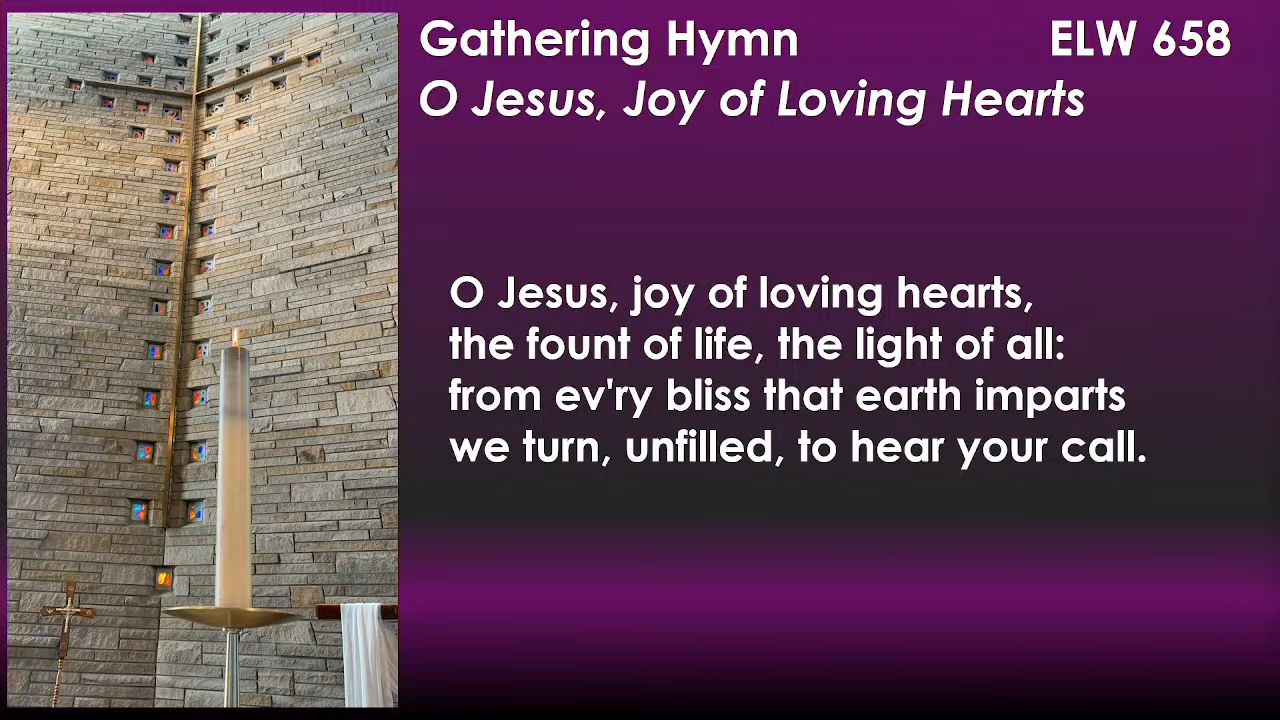 Gathering Hymn ELW 658
O Jesus, Joy of Loving Hearts
O Jesus, joy of loving hearts,
the fount of life, the light of all:
from ev'ry bliss that earth imparts
we turn, unfilled, to hear your call.